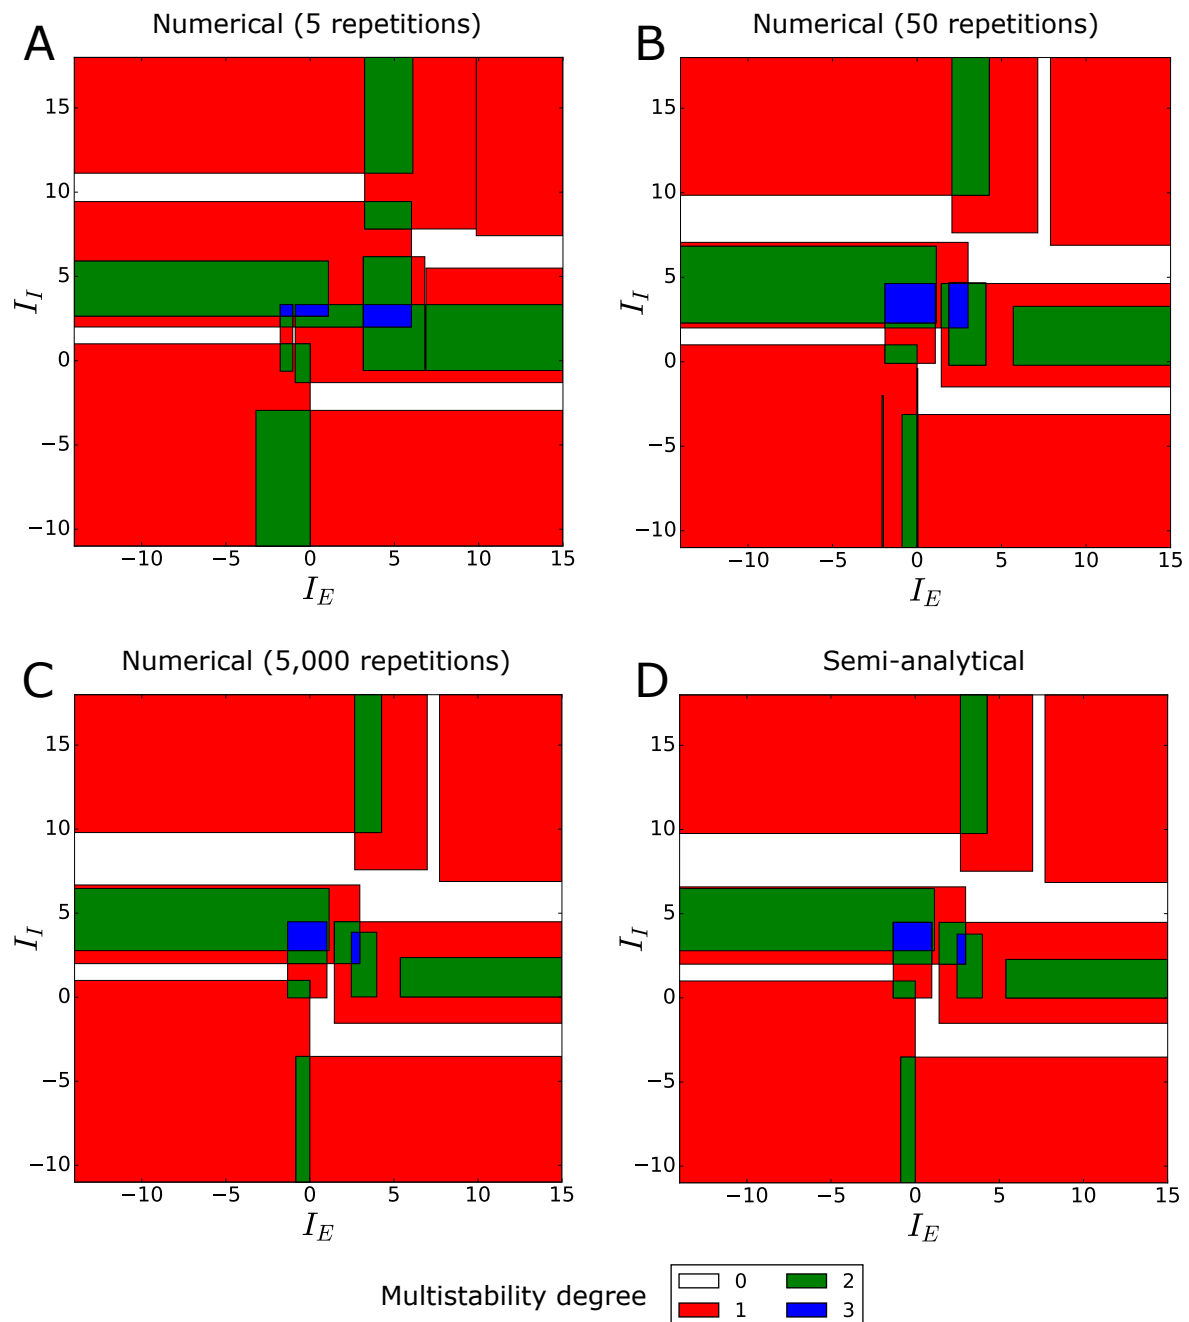 A Numerical (5 repetitions)
B Numerical (50 repetitions)
15
10
5
0
−5
−10
I_I
−10 −5 0 5 10 15
I_E
15
10
5
0
−5
−10
I_I
−10 −5 0 5 10 15
I_E
C Numerical (5,000 repetitions)
D Semi-analytical
15
10
5
0
−5
−10
I_I
−10 −5 0 5 10 15
I_E
15
10
5
0
−5
−10
I_I
−10 −5 0 5 10 15
I_E
Multistability degree
0 2
1 3